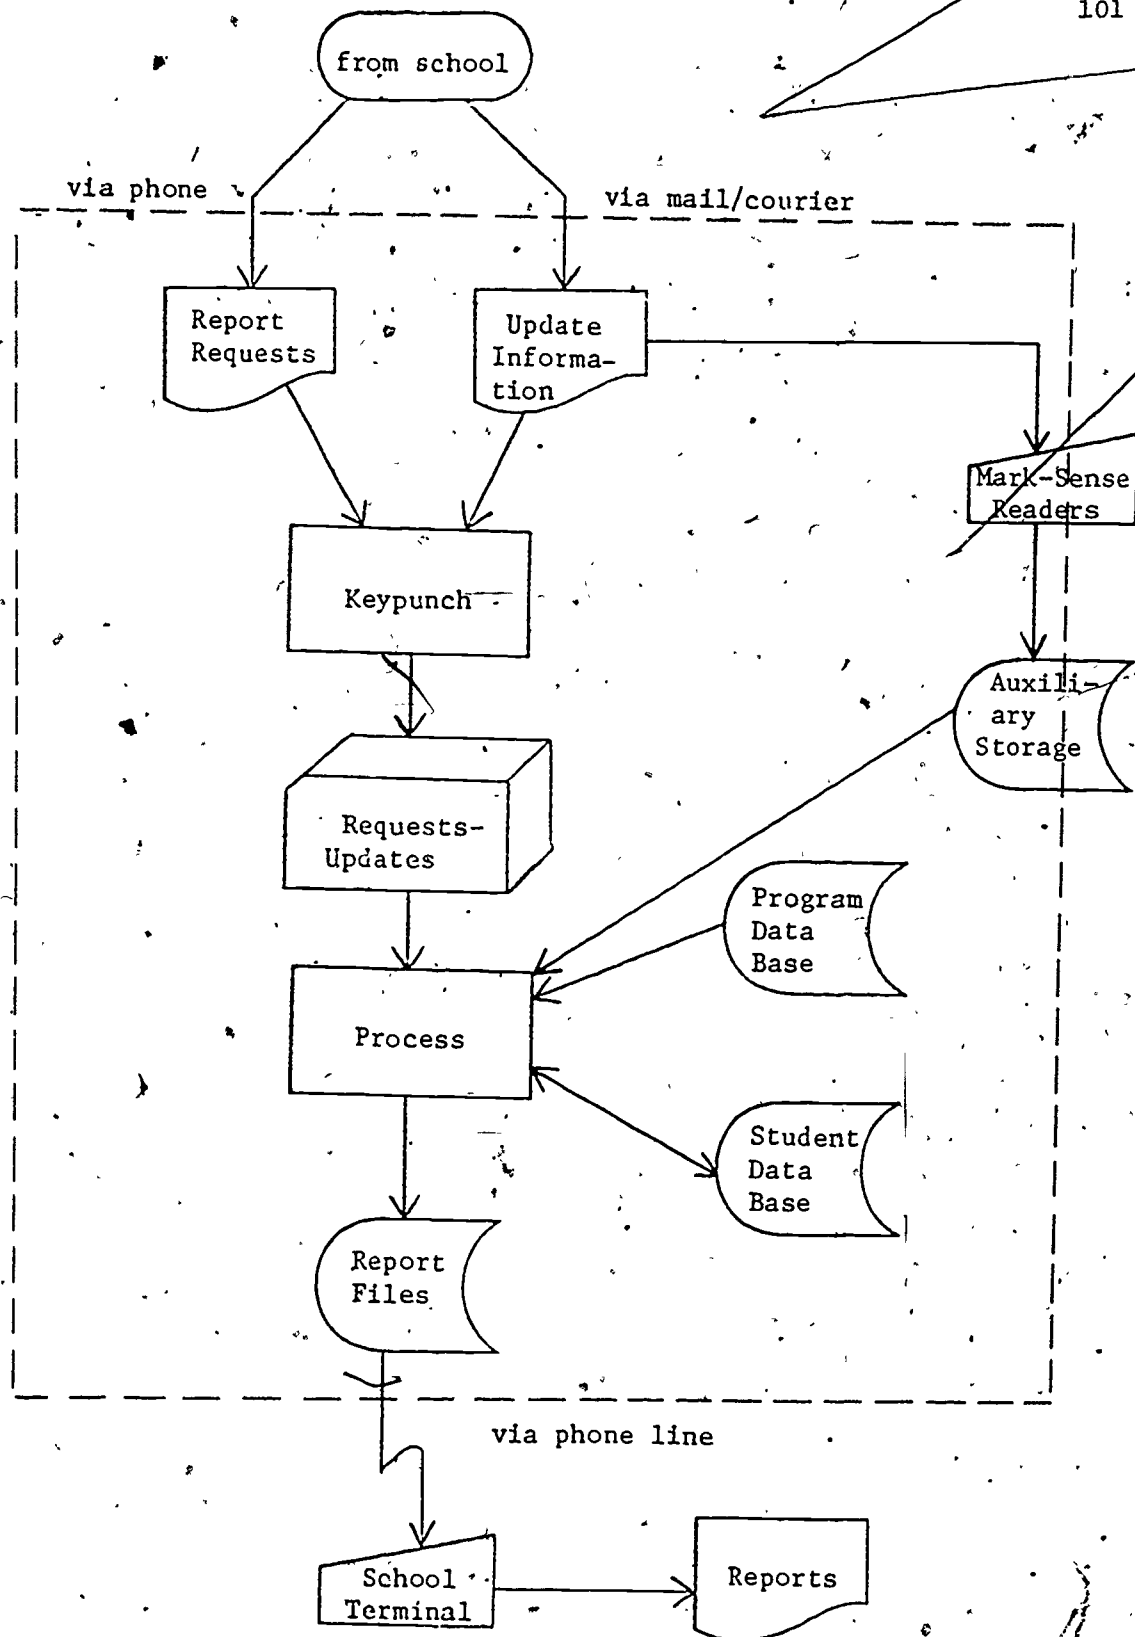 101
from school
via phone
via mail/courier
Report
Requests
Update
Informa-
tion
Mark-Sense
Readers
Keypunch
Auxili-
ary
Storage
Requests-
Updates
Program
Data
Base
Process
Student
Data
Base
Report
Files
via phone line
School
Terminal
Reports